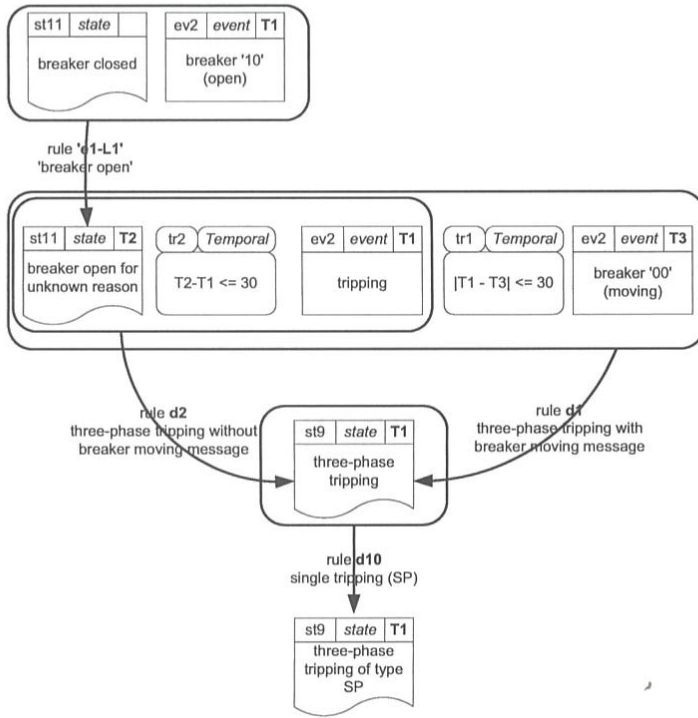 st11 state
breaker closed
ev2 event T1
breaker '10'
(open)
rule 'e1-L1'
'breaker open'
st11 state T2
breaker open for
unknown reason
tr2 Temporal
T2-T1 <= 30
ev2 event T1
tripping
tr1 Temporal
|T1 - T3| <= 30
ev2 event T3
breaker '00'
(moving)
rule d2
three-phase tripping without
breaker moving message
rule d1
three-phase tripping with
breaker moving message
st9 state T1
three-phase
tripping
rule d10
single tripping (SP)
st9 state T1
three-phase
tripping of type
SP